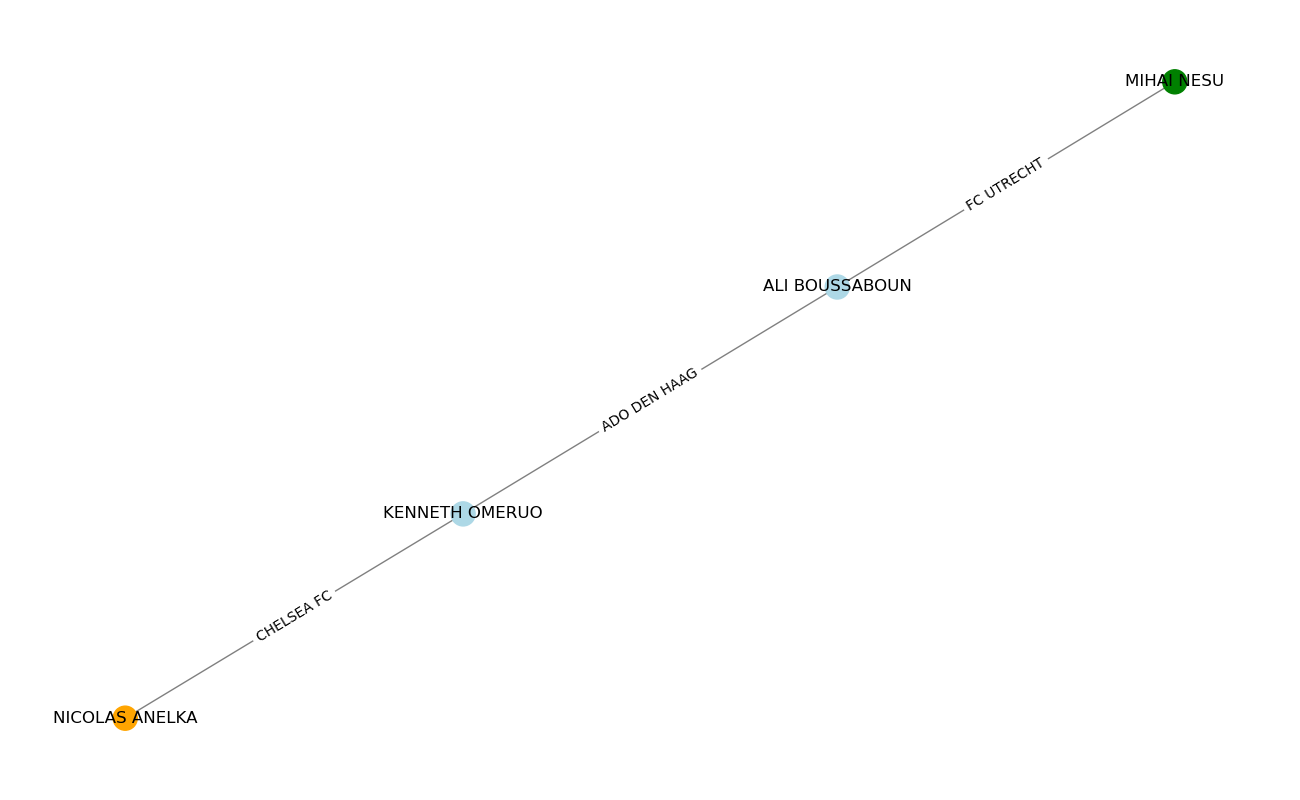 MIHAI NESU
FC UTRECHT
ALI BOUSSABOUN
ADO DEN HAAG
KENNETH OMERUO
CHELSEA FC
NICOLAS ANELKA